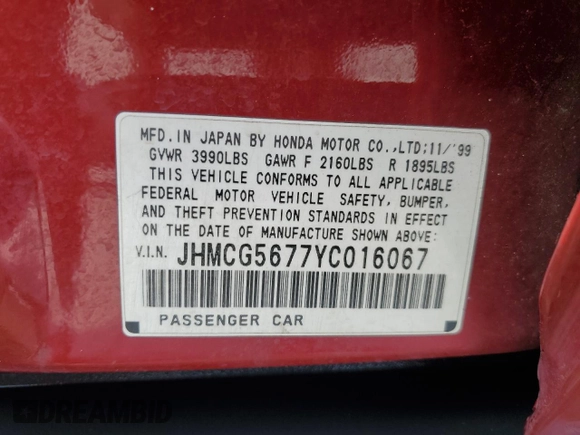 MFD. IN JAPAN BY HONDA MOTOR CO.,LTD;11/'99
GVWR 3990LBS GAWR F 2160LBS R 1895LBS
THIS VEHICLE CONFORMS TO ALL APPLICABLE
FEDERAL MOTOR VEHICLE SAFETY, BUMPER,
AND THEFT PREVENTION STANDARDS IN EFFECT
ON THE DATE OF MANUFACTURE SHOWN ABOVE:
V.I.N. JHMCG5677YC016067
PASSENGER CAR
DREAMBID